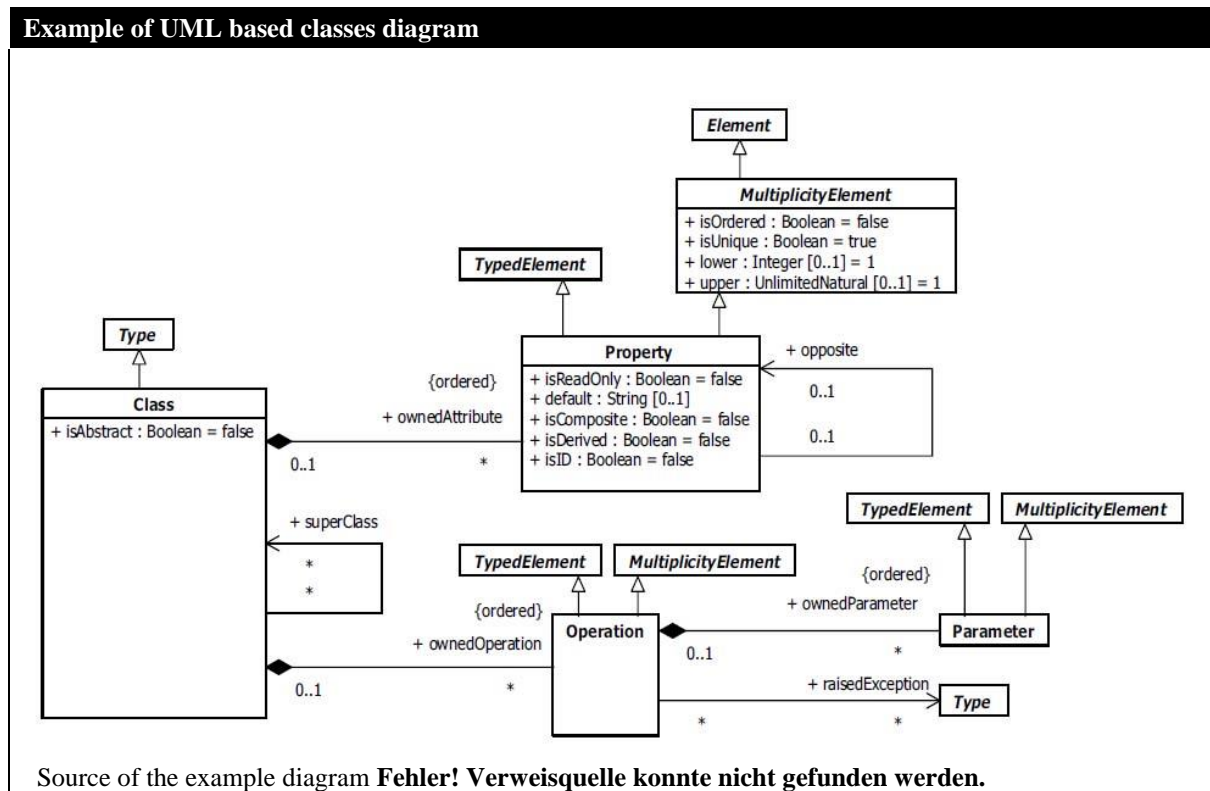 Example of UML based classes diagram
Element
MultiplicityElement
+ isOrdered : Boolean = false
+ isUnique : Boolean = true
+ lower : Integer [0..1] = 1
+ upper : UnlimitedNatural [0..1] = 1
TypedElement
Type
Property
+ isReadOnly : Boolean = false
+ default : String [0..1]
+ isComposite : Boolean = false
+ isDerived : Boolean = false
+ isID : Boolean = false
+ opposite
0..1
0..1
{ordered}
+ ownedAttribute
0..1
*
Class
+ isAbstract : Boolean = false
+ superClass
*
*
TypedElement
MultiplicityElement
{ordered}
+ ownedOperation
0..1
*
Operation
TypedElement
MultiplicityElement
{ordered}
+ ownedParameter
0..1
*
Parameter
+ raisedException
*
*
Type
Source of the example diagram Fehler! Verweisquelle konnte nicht gefunden werden.